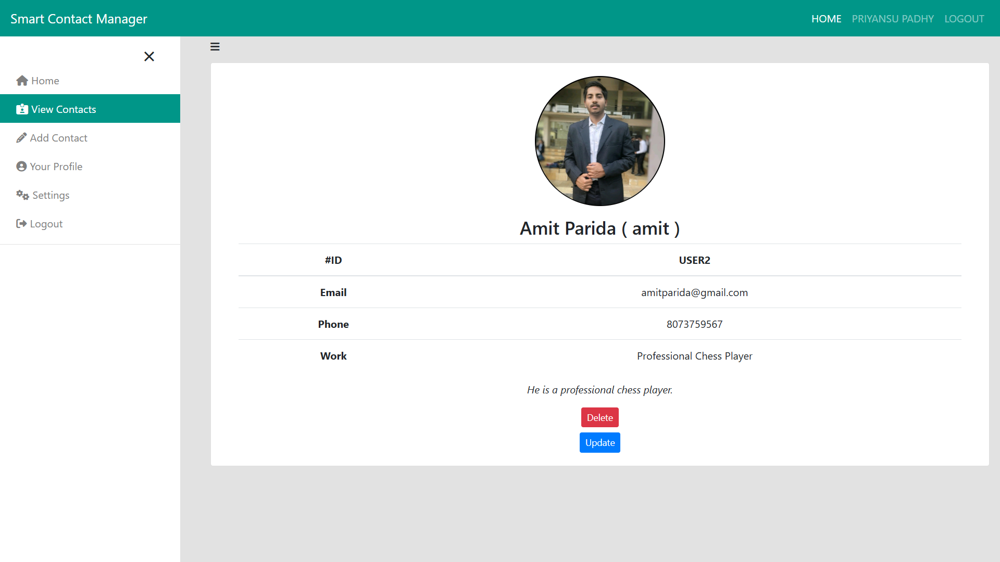 Smart Contact Manager
HOME PRIYANSU PADHY LOGOUT
Home
View Contacts
Add Contact
Your Profile
Settings
Logout
Amit Parida ( amit )
#ID USER2
Email amitparida@gmail.com
Phone 8073759567
Work Professional Chess Player
He is a professional chess player.
Delete
Update